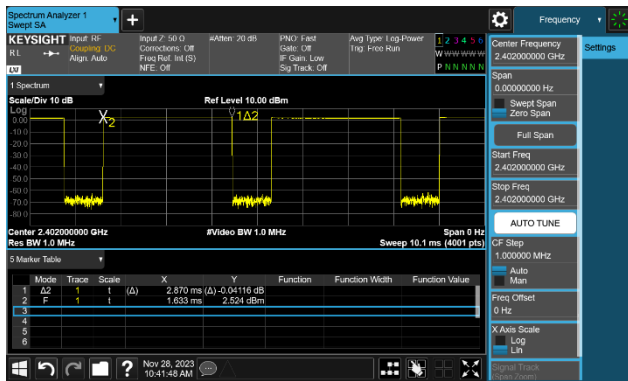 Spectrum Analyzer 1
Swept SA
Frequency
KEYSIGHT Input: RF
RL
Coupling: DC
Align: Auto
Input Z: 50 Ω
Corrections: Off
Freq Ref: Int (S)
NFE: Off
#Atten: 20 dB
PNO: Fast
Gate: Off
IF Gain: Low
Sig Track: Off
Avg Type: Log-Power
Trig: Free Run
1 2 3 4 5 6
W W W W W W
P N N N N N
LXI
Center Frequency
2.402000000 GHz
Settings
Span
0.00000000 Hz
Swept Span
Zero Span
Full Span
Start Freq
2.402000000 GHz
Stop Freq
2.402000000 GHz
AUTO TUNE
CF Step
1.000000 MHz
Auto
Man
Freq Offset
0 Hz
X Axis Scale
Log
Lin
Signal Track
(Span Zoom)
1 Spectrum
Scale/Div 10 dB
Ref Level 10.00 dBm
Log
0.00
-10.0
-20.0
-30.0
-40.0
-50.0
-60.0
-70.0
-80.0
X2
1Δ2
Center 2.402000000 GHz
Res BW 1.0 MHz
#Video BW 1.0 MHz
Span 0 Hz
Sweep 10.1 ms (4001 pts)
5 Marker Table
Mode Trace Scale X Y Function Function Width Function Value
1 Δ2 1 t (Δ) 2.870 ms (Δ) -0.04116 dB
2 F 1 t 1.633 ms 2.524 dBm
3
4
5
6
?
Nov 28, 2023
10:41:48 AM